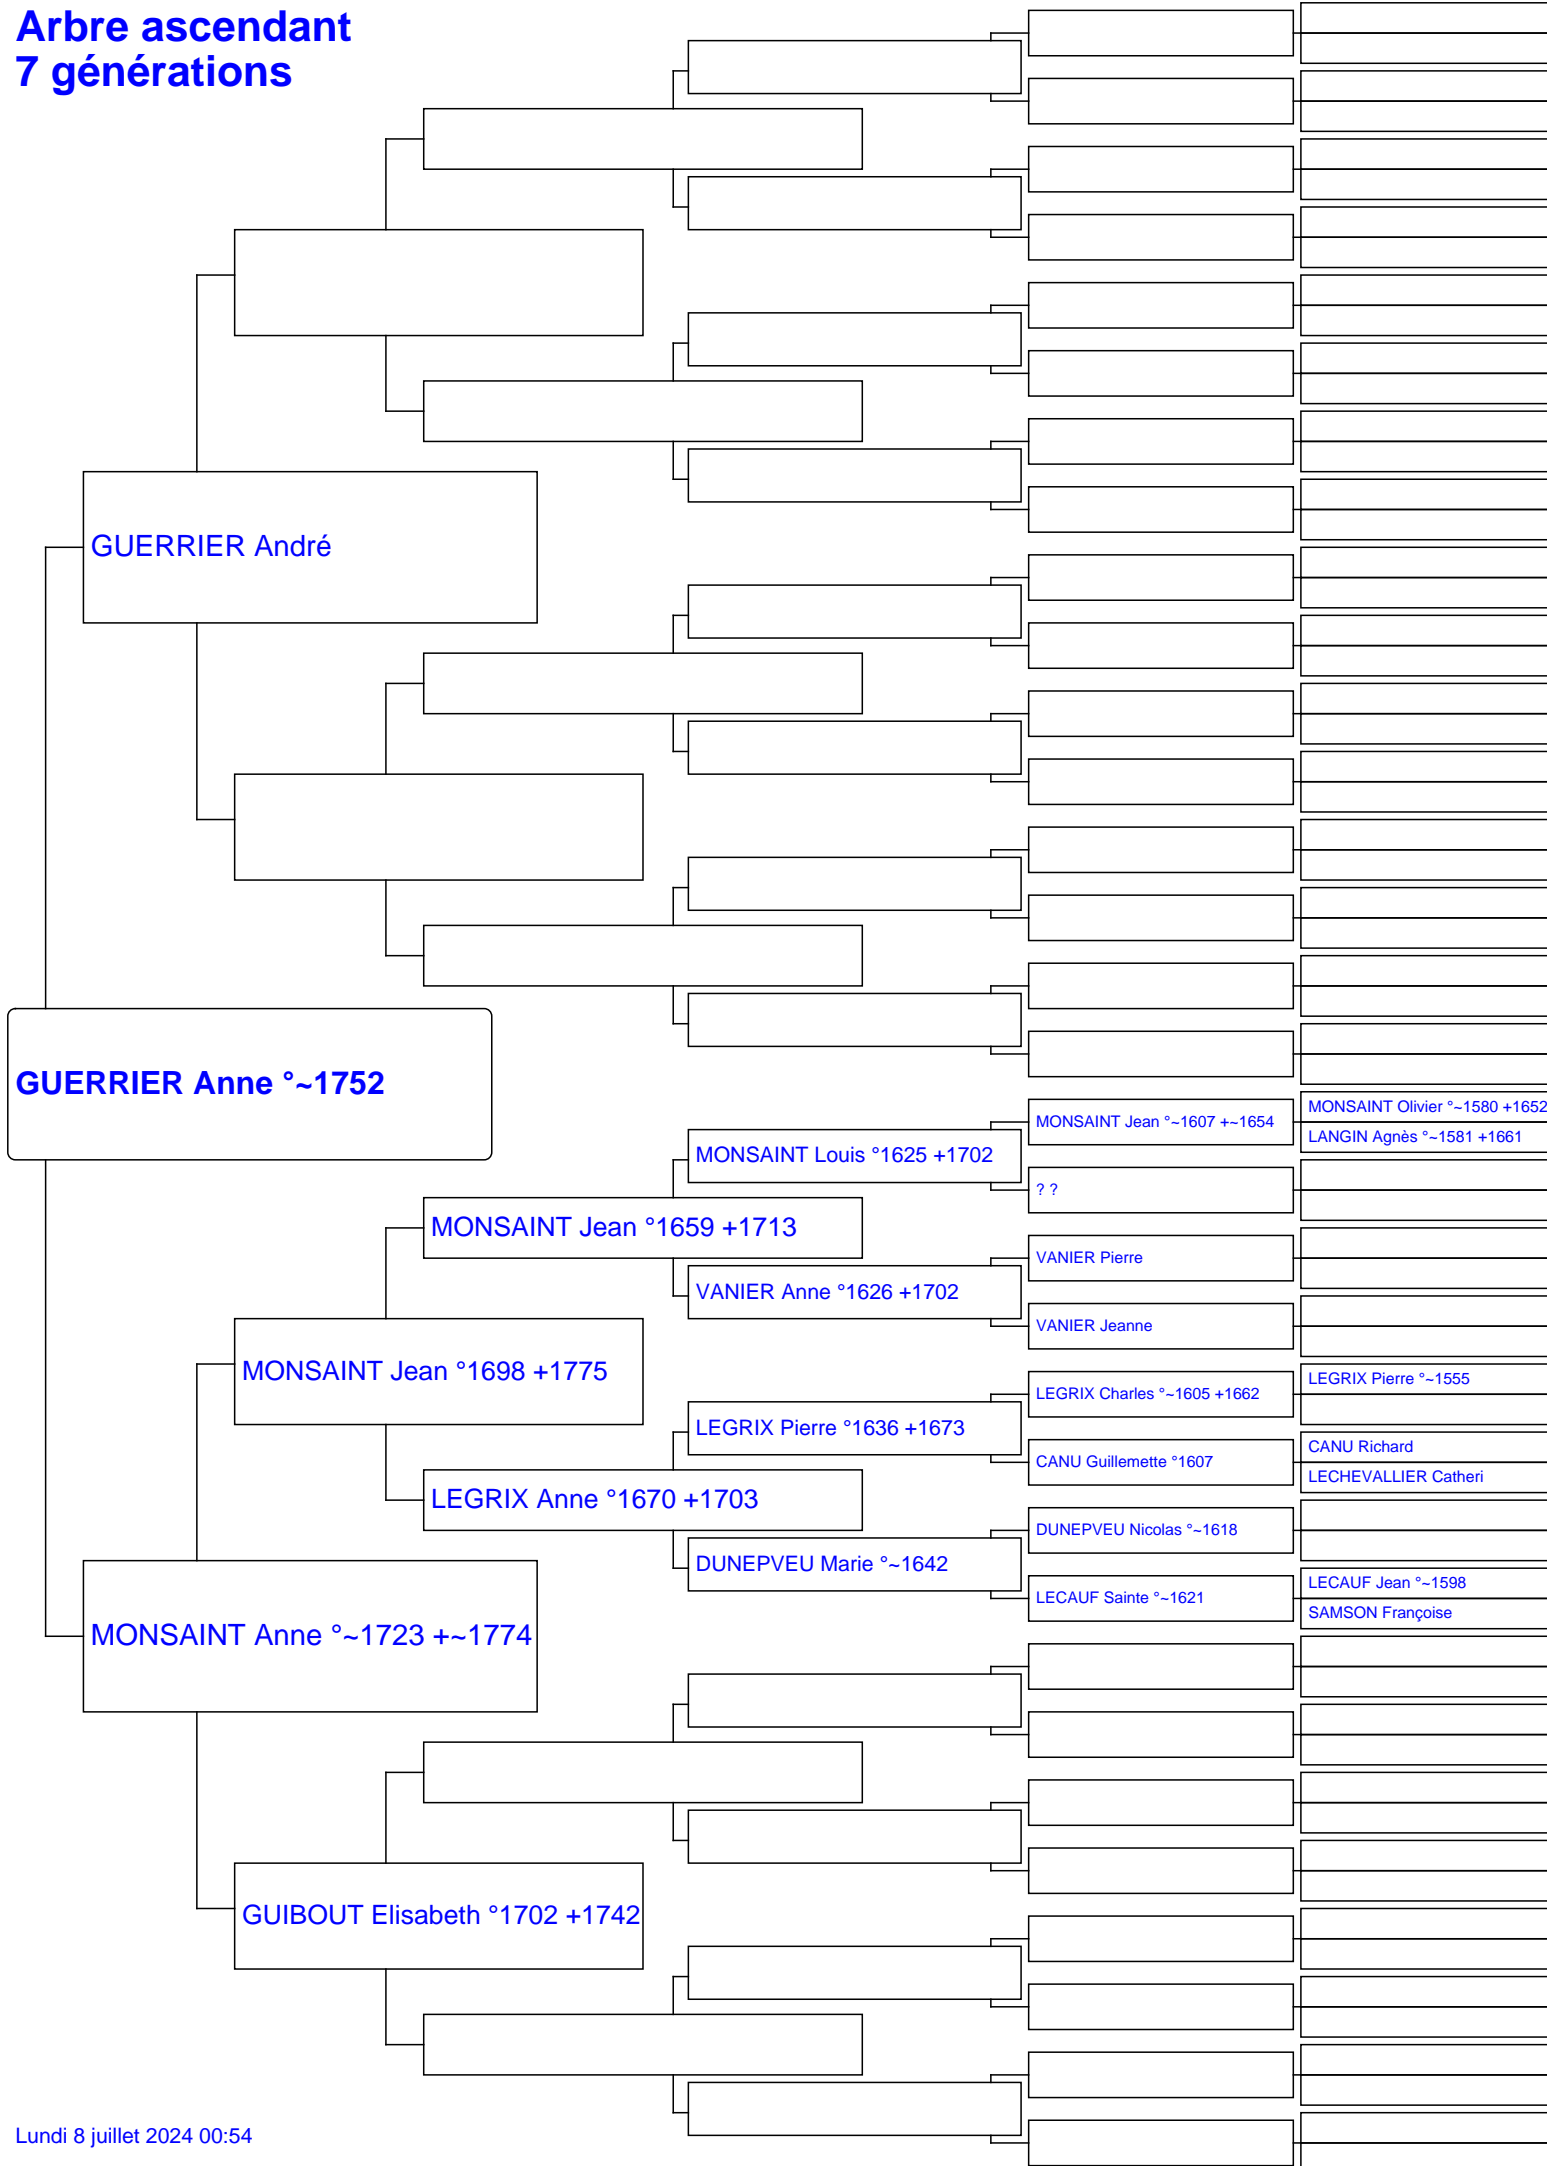 Arbre ascendant
7 générations
GUERRIER André
GUERRIER Anne °~1752
MONSAINT Jean °~1607 +~1654
MONSAINT Olivier °~1580 +1652
LANGIN Agnès °~1581 +1661
MONSAINT Louis °1625 +1702
? ?
MONSAINT Jean °1659 +1713
VANIER Pierre
VANIER Anne °1626 +1702
VANIER Jeanne
MONSAINT Jean °1698 +1775
LEGRIX Charles °~1605 +1662
LEGRIX Pierre °~1555
LEGRIX Pierre °1636 +1673
CANU Guillemette °1607
CANU Richard
LECHEVALLIER Catheri
LEGRIX Anne °1670 +1703
DUNEPVEU Nicolas °~1618
DUNEPVEU Marie °~1642
LECAUF Sainte °~1621
LECAUF Jean °~1598
SAMSON Françoise
MONSAINT Anne °~1723 +~1774
GUIBOUT Elisabeth °1702 +1742
Lundi 8 juillet 2024 00:54